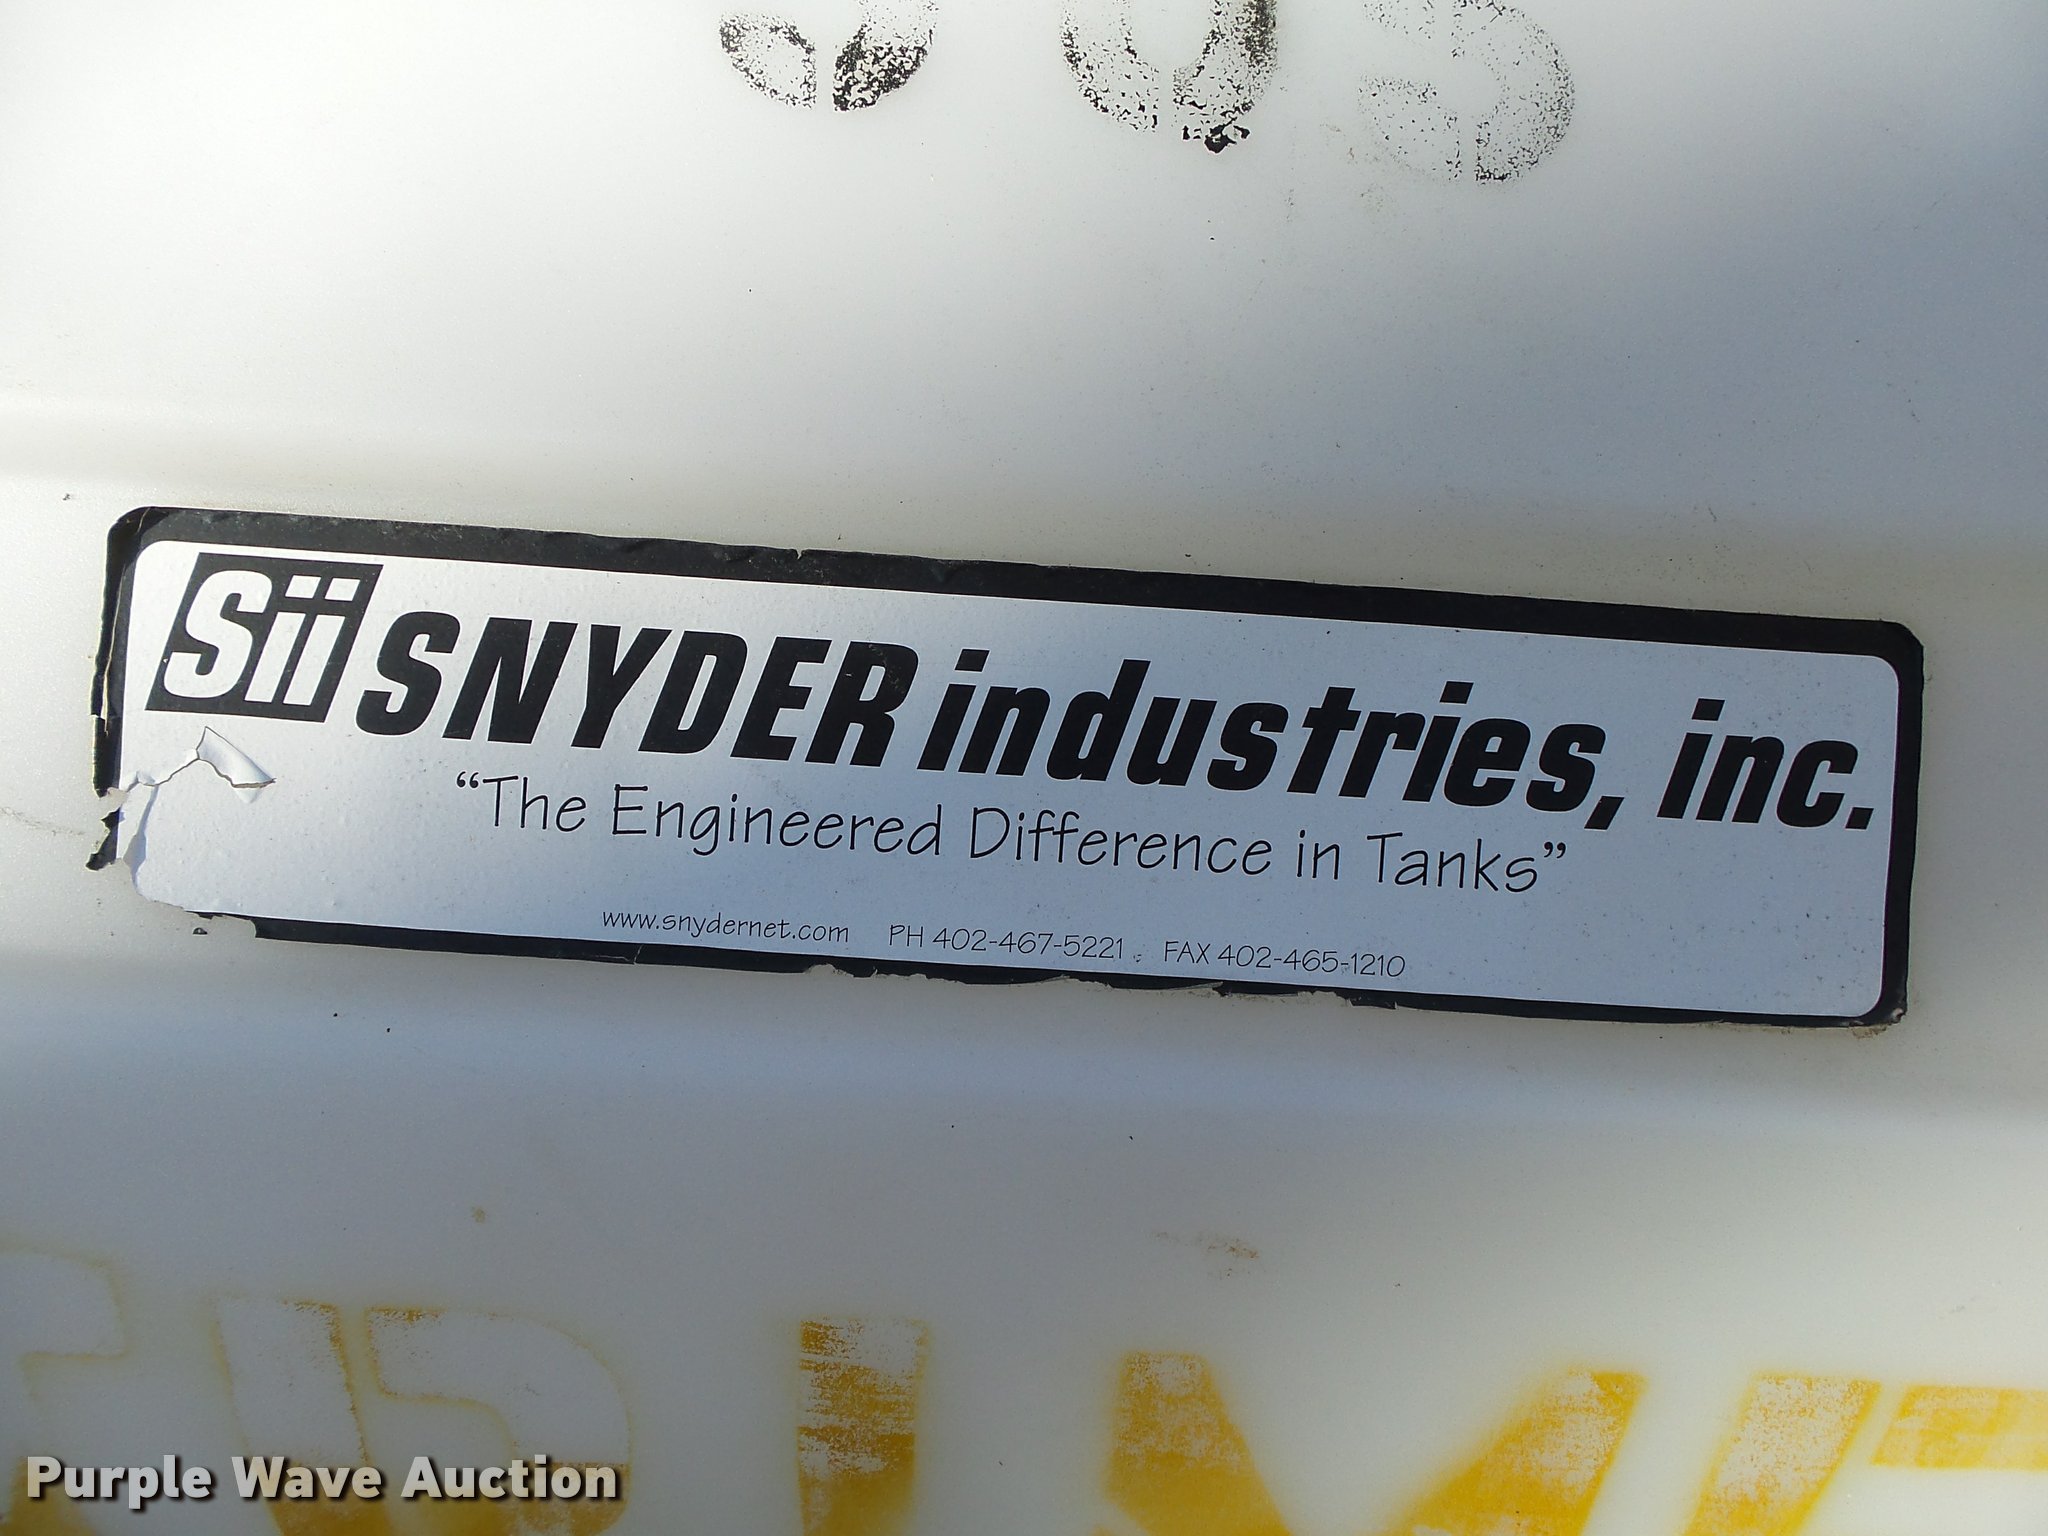 Sii SNYDER industries, inc.
“The Engineered Difference in Tanks”
www.snydernet.com PH 402-467-5221 FAX 402-465-1210
Purple Wave Auction